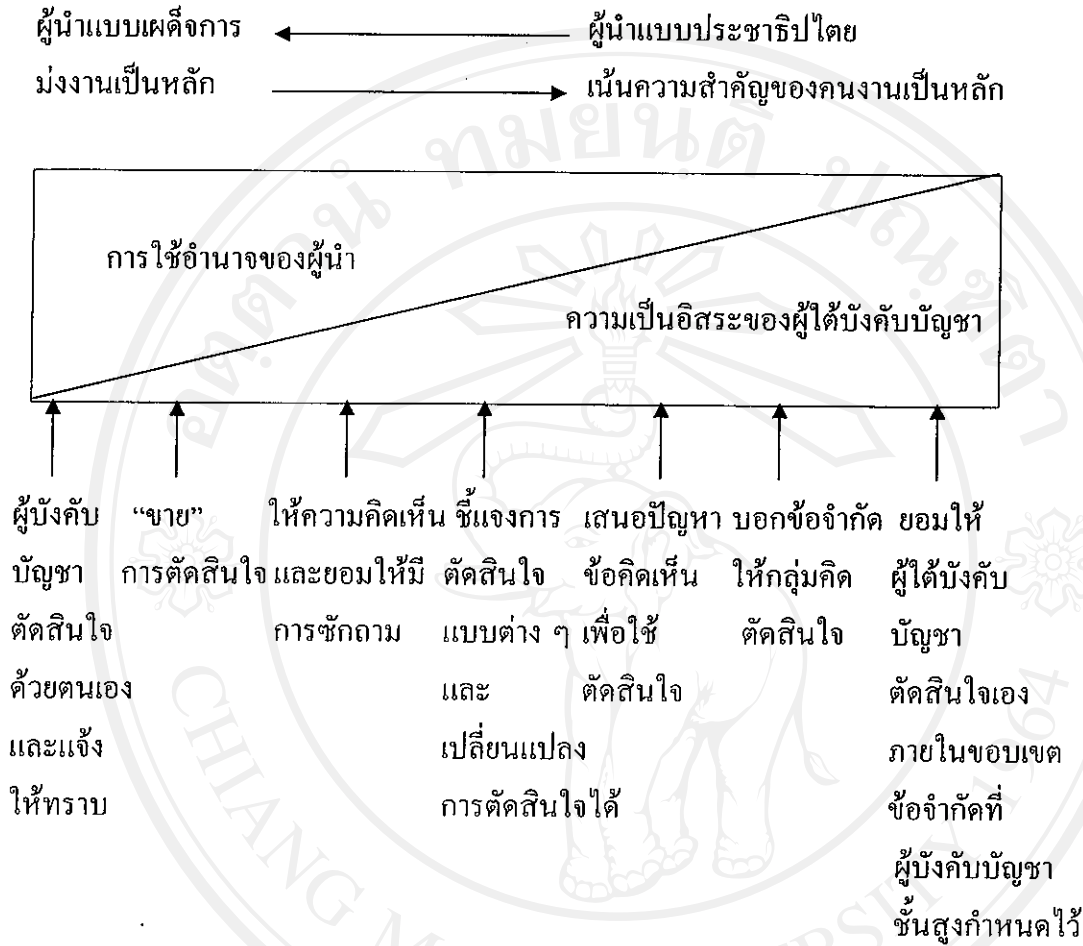 ผู้นำแบบเผด็จการ ผู้นำแบบประชาธิปไตย
ม่งงานเป็นหลัก เน้นความสำคัญของคนงานเป็นหลัก
การใช้อำนาจของผู้นำ
ความเป็นอิสระของผู้ใต้บังคับบัญชา
ผู้บังคับ
บัญชา
ตัดสินใจ
ด้วยตนเอง
และแจ้ง
ให้ทราบ
“ขาย”
การตัดสินใจ
ให้ความคิดเห็น
และยอมให้มี
การซักถาม
ชี้แจงการ
ตัดสินใจ
แบบต่าง ๆ
และ
เปลี่ยนแปลง
การตัดสินใจได้
เสนอปัญหา
ข้อคิดเห็น
เพื่อใช้
ตัดสินใจ
บอกข้อจำกัด
ให้กลุ่มคิด
ตัดสินใจ
ยอมให้
ผู้ใต้บังคับ
บัญชา
ตัดสินใจเอง
ภายในขอบเขต
ข้อจำกัดที่
ผู้บังคับบัญชา
ชั้นสูงกำหนดไว้